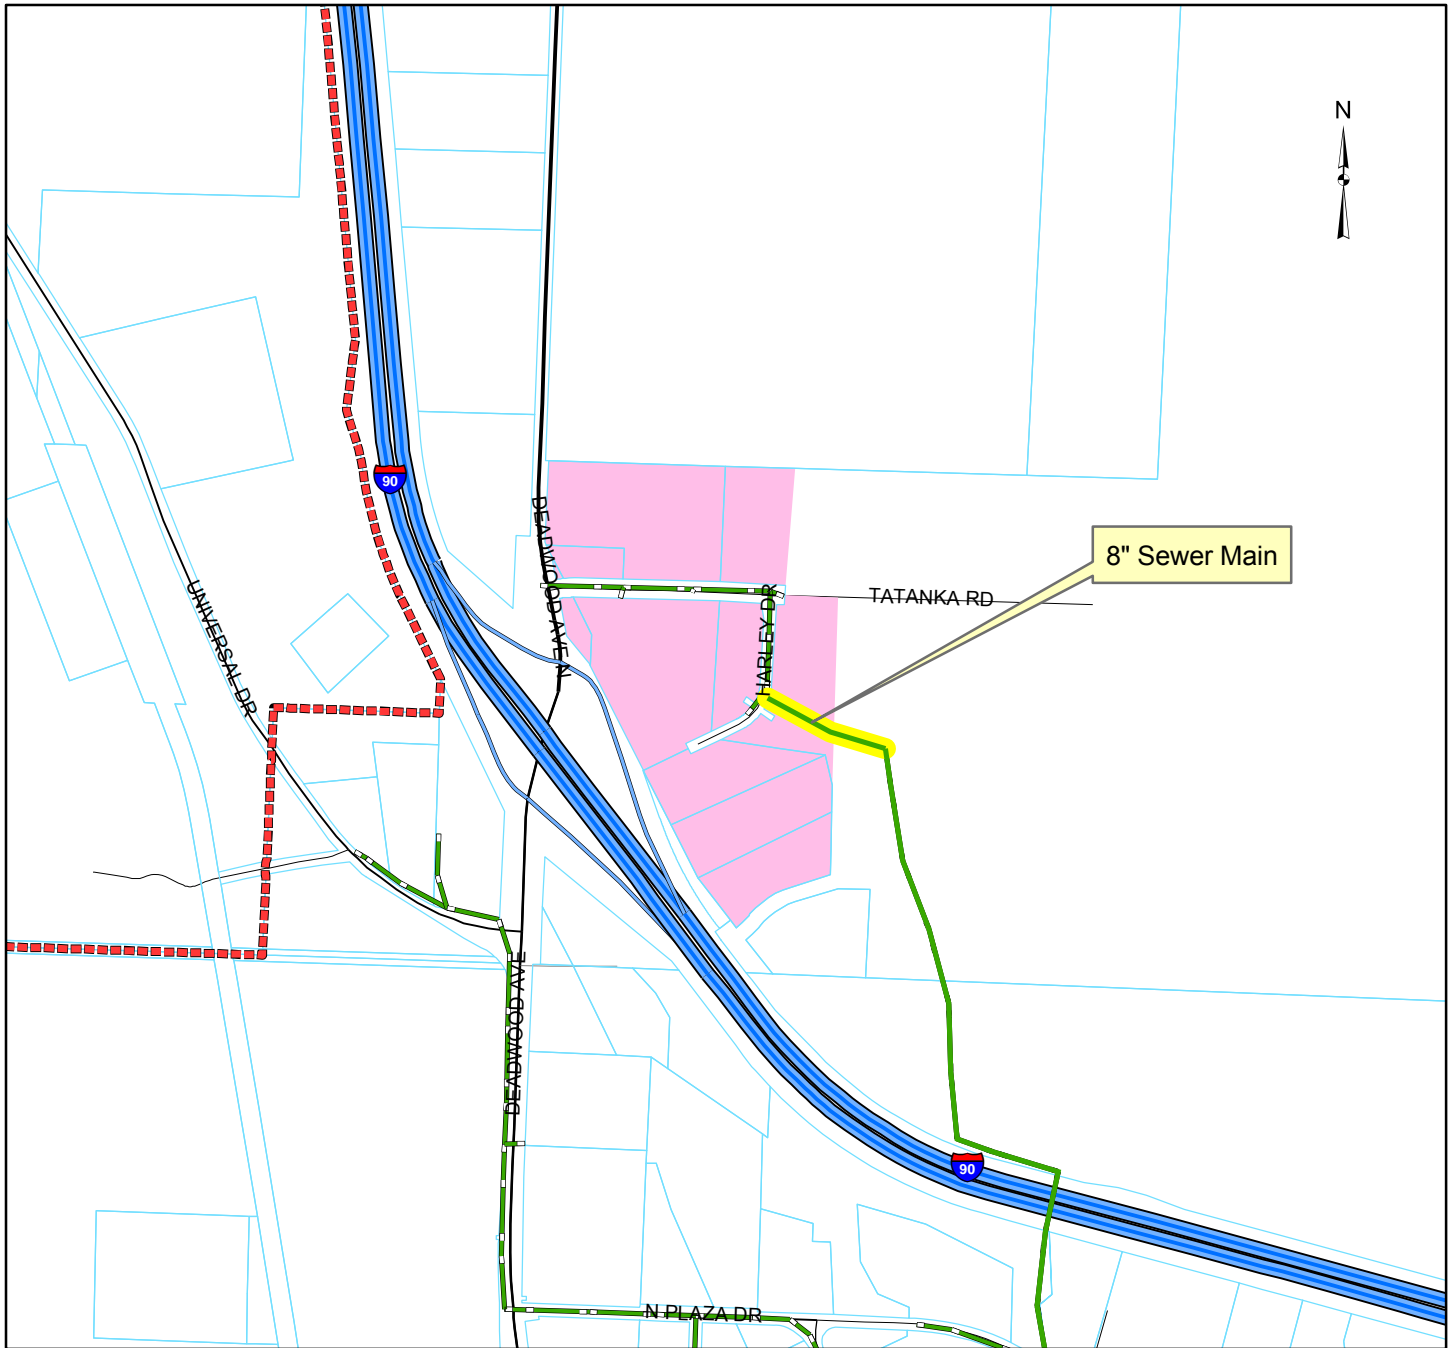 N
90
DEADWOOD AVE N
8" Sewer Main
TATANKA RD
HARLEY DR
UNIVERSAL DR
DEADWOOD AVE
90
N PLAZA DR